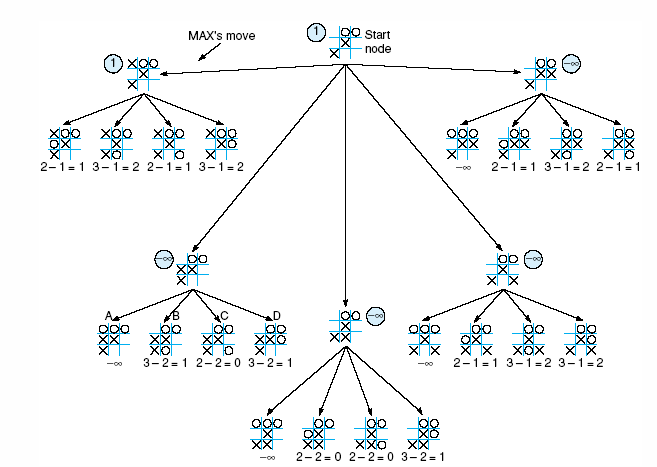 MAX's move
1
Start
node
1
−∞
2 − 1 = 1 3 − 1 = 2 2 − 1 = 1 3 − 1 = 2
−∞ 2 − 1 = 1 3 − 1 = 2 2 − 1 = 1
−∞
−∞
A B C D
−∞
−∞ 3 − 2 = 1 2 − 2 = 0 3 − 2 = 1
−∞ 2 − 1 = 1 3 − 1 = 2 3 − 1 = 2
−∞ 2 − 2 = 0 2 − 2 = 0 3 − 2 = 1